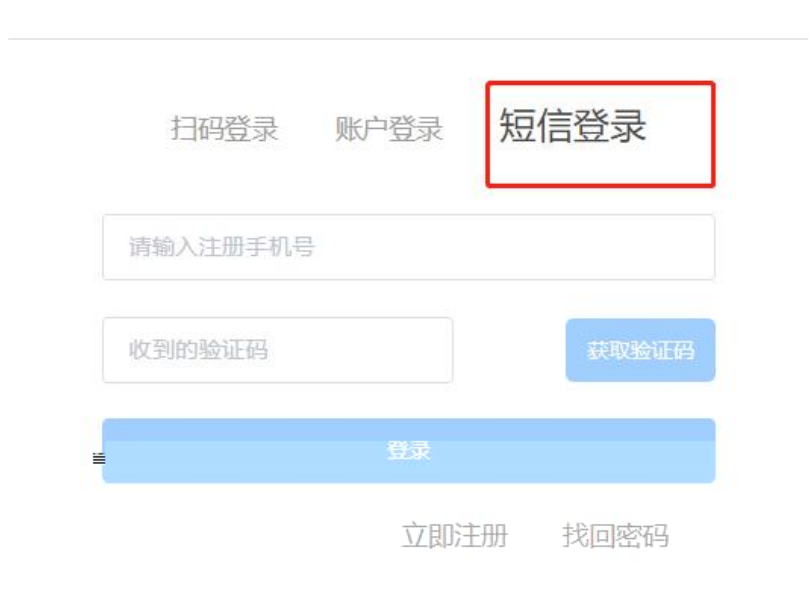 扫码登录 账户登录 短信登录
请输入注册手机号
收到的验证码 获取验证码
登录
立即注册 找回密码